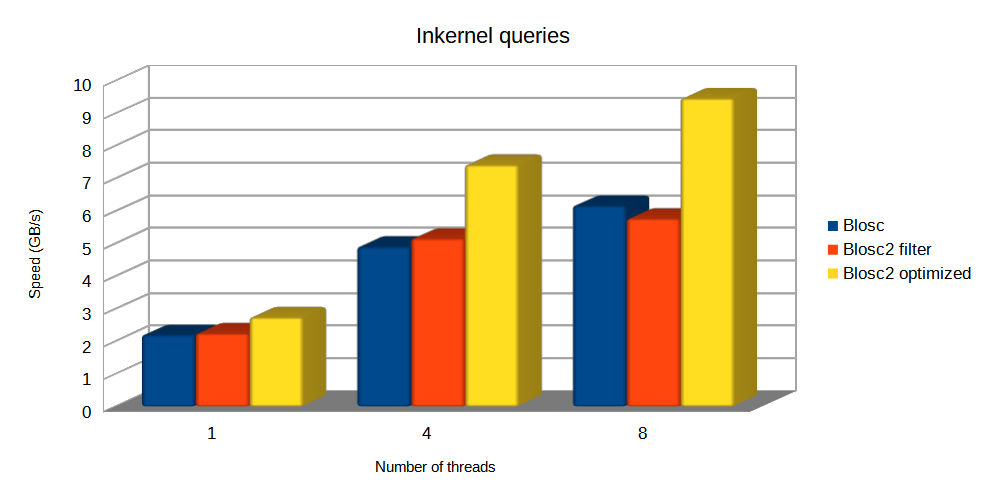 Inkernel queries
10
9
8
7
6
5
4
3
2
1
0
Speed (GB/s)
1
4
8
Number of threads
Blosc
Blosc2 filter
Blosc2 optimized